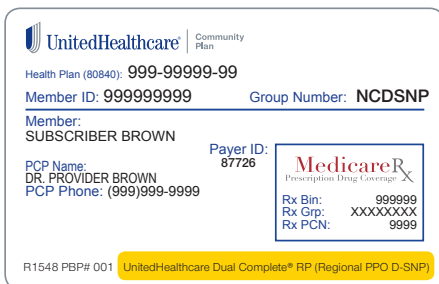 UnitedHealthcare® Community Plan
Health Plan (80840): 999-99999-99
Member ID: 999999999 Group Number: NCDSNP
Member:
SUBSCRIBER BROWN
Payer ID:
87726
PCP Name:
DR. PROVIDER BROWN
PCP Phone: (999)999-9999
MedicareRx
Prescription Drug Coverage
Rx Bin: 999999
Rx Grp: XXXXXXXX
Rx PCN: 9999
R1548 PBP# 001 UnitedHealthcare Dual Complete® RP (Regional PPO D-SNP)